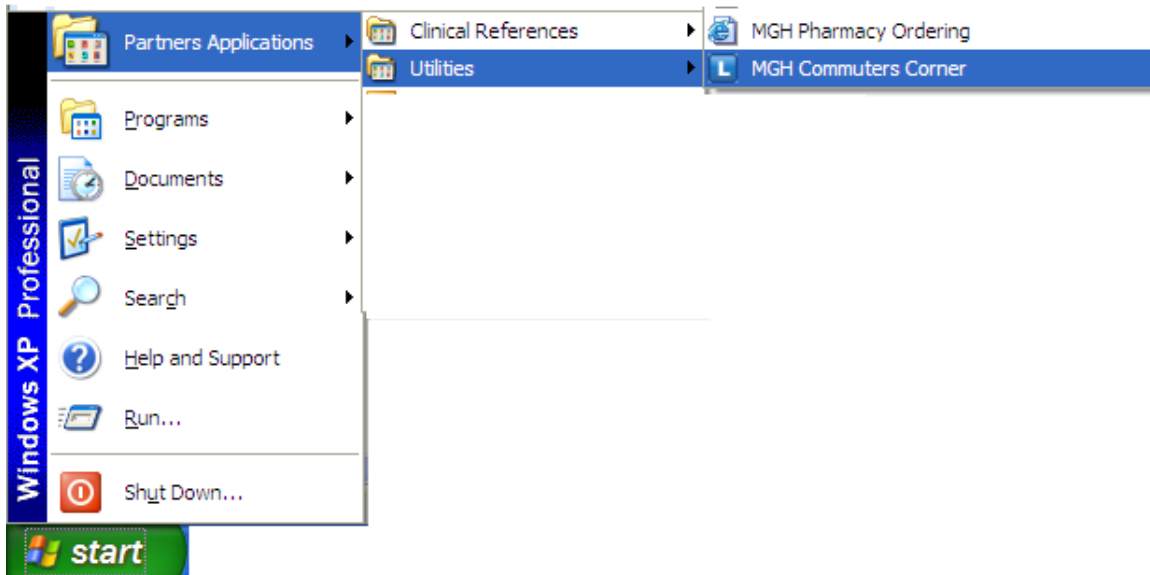 Partners Applications
Clinical References
MGH Pharmacy Ordering
Utilities
MGH Commuters Corner
Programs
Documents
Settings
Search
Help and Support
Run...
Shut Down...
Windows XP Professional
start